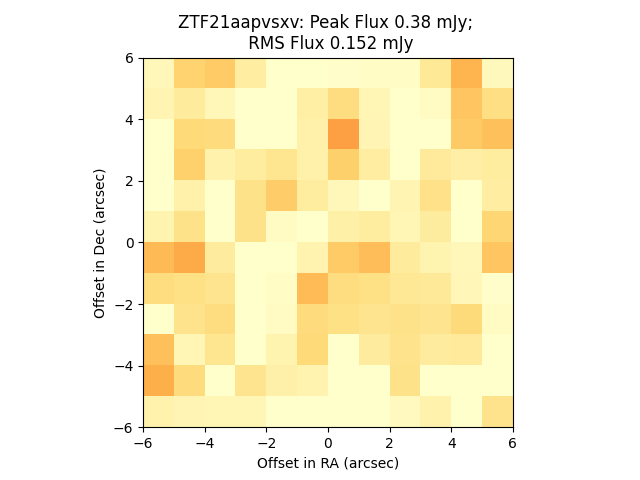 ZTF21aapvsxv: Peak Flux 0.38 mJy;
RMS Flux 0.152 mJy
6
4
2
0
−2
−4
−6
Offset in Dec (arcsec)
−6 −4 −2 0 2 4 6
Offset in RA (arcsec)